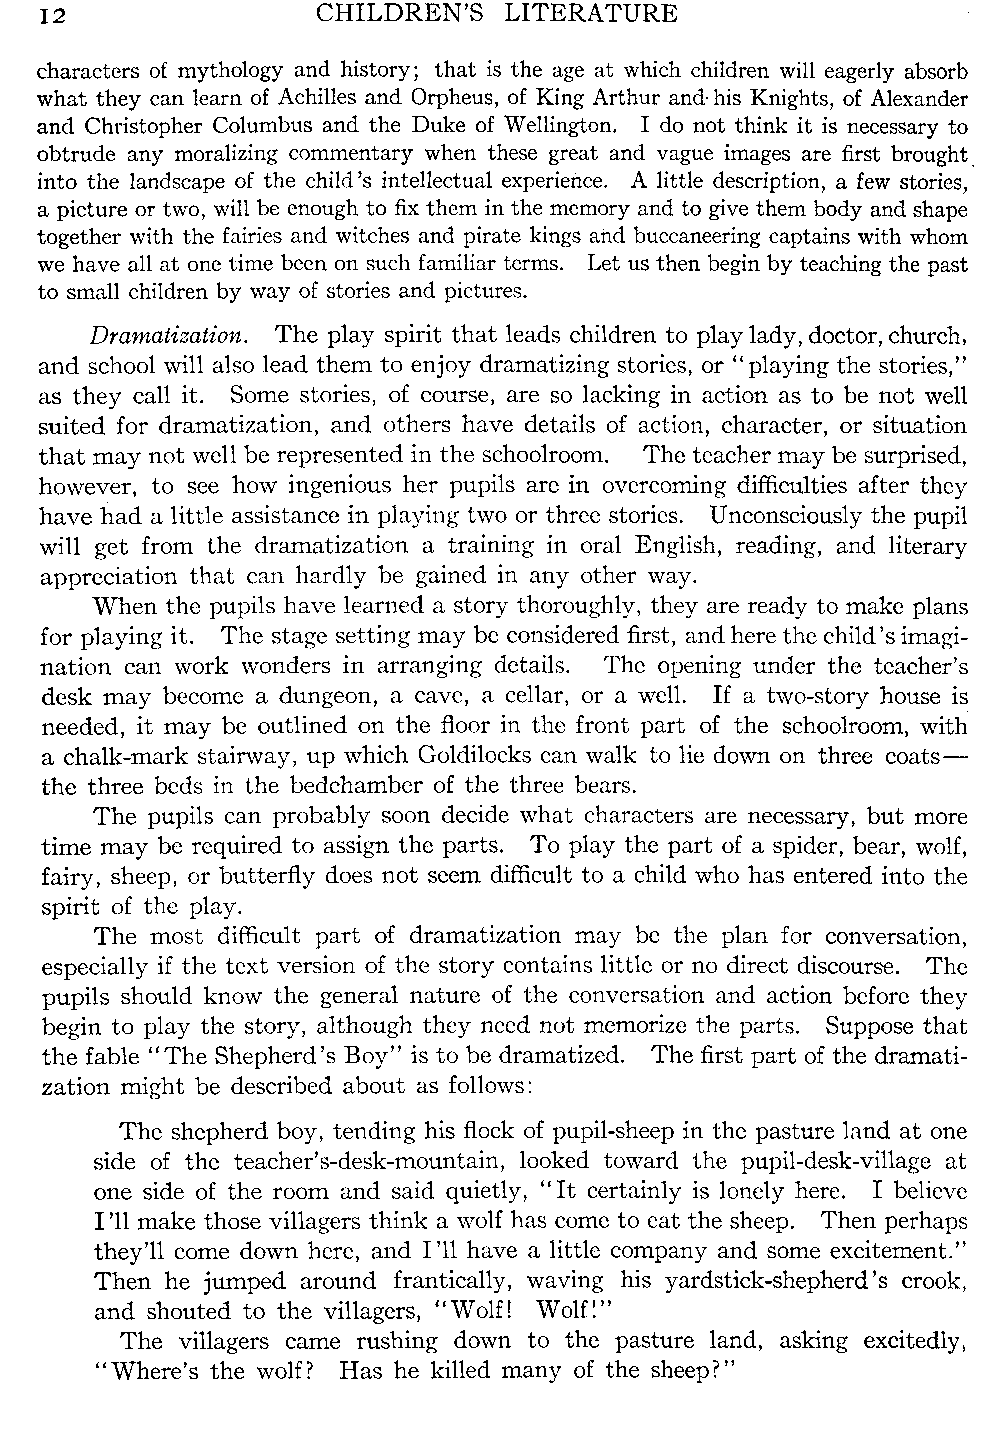 12 CHILDREN'S LITERATURE
characters of mythology and history; that is the age at which children will eagerly absorb
what they can learn of Achilles and Orpheus, of King Arthur and his Knights, of Alexander
and Christopher Columbus and the Duke of Wellington. I do not think it is necessary to
obtrude any moralizing commentary when these great and vague images are first brought
into the landscape of the child's intellectual experience. A little description, a few stories,
a picture or two, will be enough to fix them in the memory and to give them body and shape
together with the fairies and witches and pirate kings and buccaneering captains with whom
we have all at one time been on such familiar terms. Let us then begin by teaching the past
to small children by way of stories and pictures.
Dramatization. The play spirit that leads children to play lady, doctor, church,
and school will also lead them to enjoy dramatizing stories, or "playing the stories,"
as they call it. Some stories, of course, are so lacking in action as to be not well
suited for dramatization, and others have details of action, character, or situation
that may not well be represented in the schoolroom. The teacher may be surprised,
however, to see how ingenious her pupils are in overcoming difficulties after they
have had a little assistance in playing two or three stories. Unconsciously the pupil
will get from the dramatization a training in oral English, reading, and literary
appreciation that can hardly be gained in any other way.
When the pupils have learned a story thoroughly, they are ready to make plans
for playing it. The stage setting may be considered first, and here the child's imagi-
nation can work wonders in arranging details. The opening under the teacher's
desk may become a dungeon, a cave, a cellar, or a well. If a two-story house is
needed, it may be outlined on the floor in the front part of the schoolroom, with
a chalk-mark stairway, up which Goldilocks can walk to lie down on three coats—
the three beds in the bedchamber of the three bears.
The pupils can probably soon decide what characters are necessary, but more
time may be required to assign the parts. To play the part of a spider, bear, wolf,
fairy, sheep, or butterfly does not seem difficult to a child who has entered into the
spirit of the play.
The most difficult part of dramatization may be the plan for conversation,
especially if the text version of the story contains little or no direct discourse. The
pupils should know the general nature of the conversation and action before they
begin to play the story, although they need not memorize the parts. Suppose that
the fable "The Shepherd's Boy" is to be dramatized. The first part of the dramati-
zation might be described about as follows:
The shepherd boy, tending his flock of pupil-sheep in the pasture land at one
side of the teacher's-desk-mountain, looked toward the pupil-desk-village at
one side of the room and said quietly, "It certainly is lonely here. I believe
I'll make those villagers think a wolf has come to eat the sheep. Then perhaps
they'll come down here, and I'll have a little company and some excitement."
Then he jumped around frantically, waving his yardstick-shepherd's crook,
and shouted to the villagers, "Wolf! Wolf!"
The villagers came rushing down to the pasture land, asking excitedly,
"Where's the wolf? Has he killed many of the sheep?"